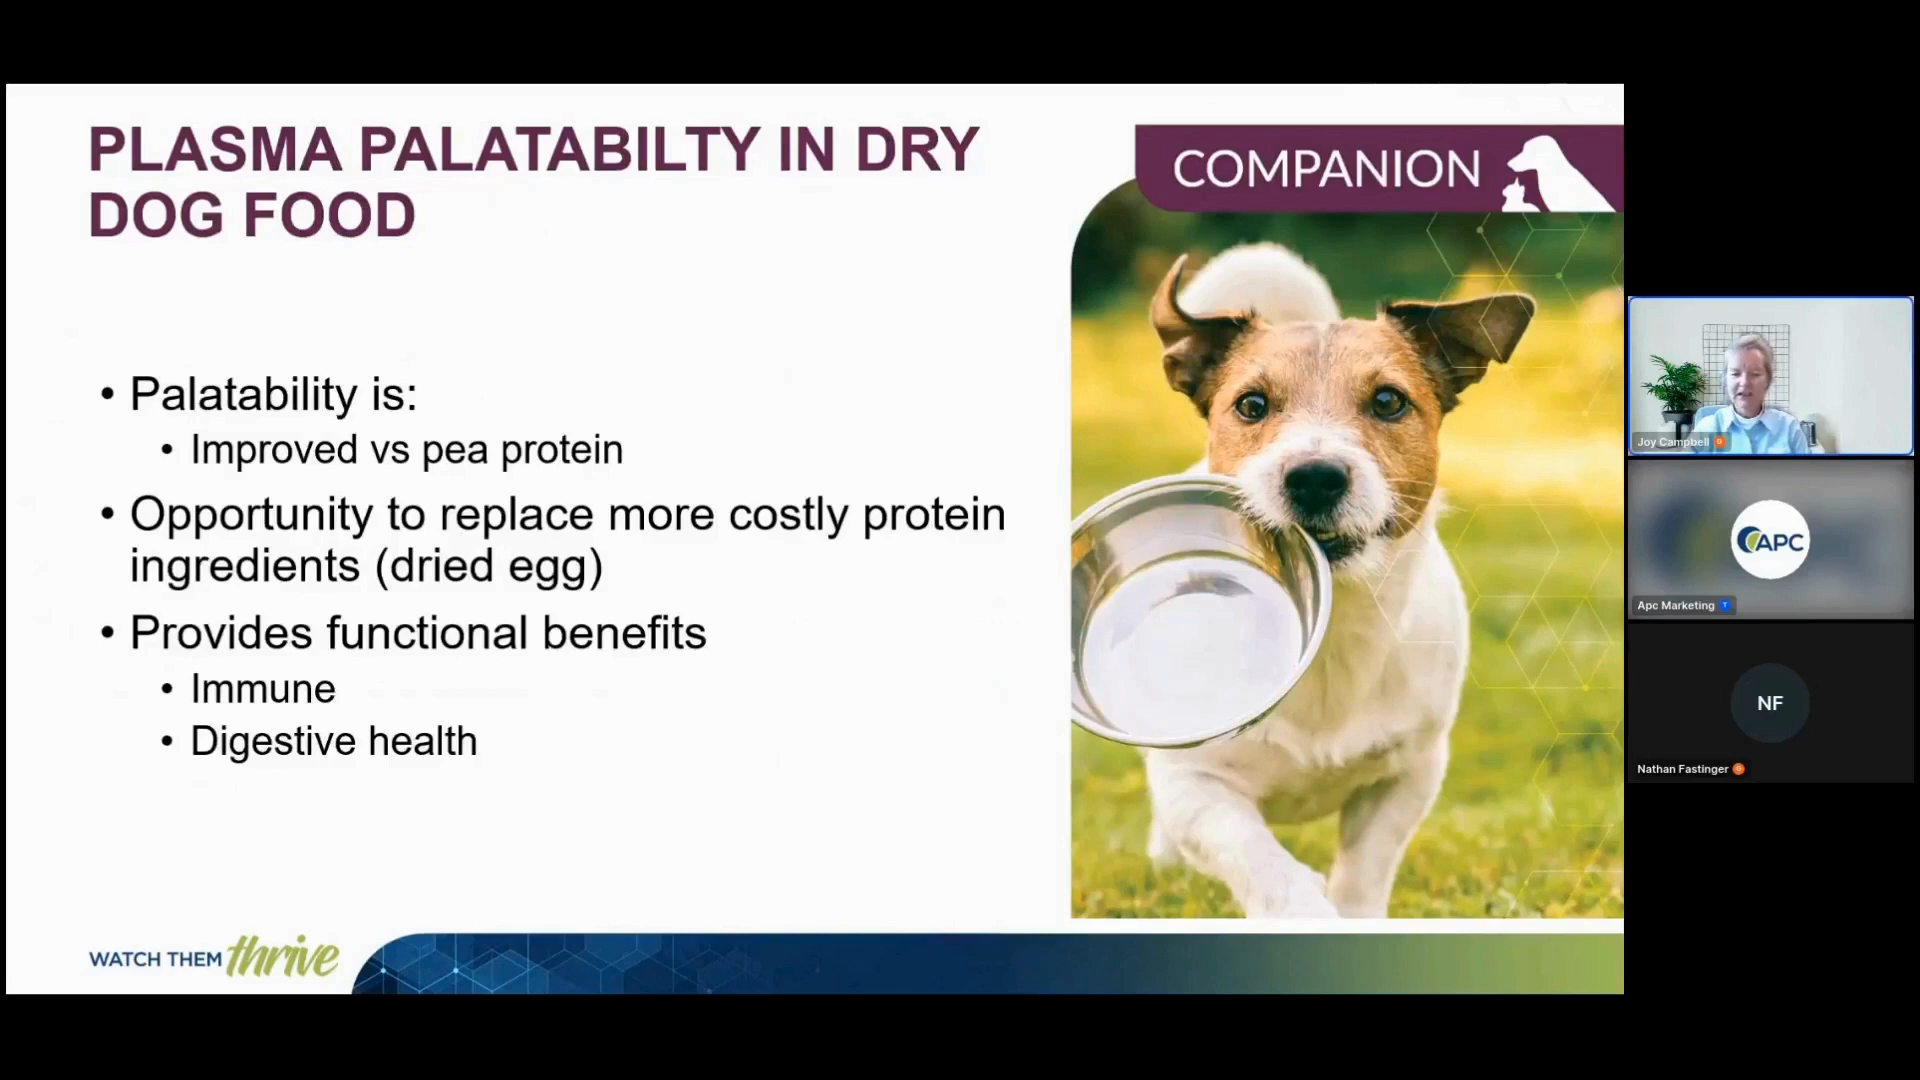 PLASMA PALATABILTY IN DRY
DOG FOOD
COMPANION
• Palatability is:
• Improved vs pea protein
• Opportunity to replace more costly protein
ingredients (dried egg)
• Provides functional benefits
• Immune
• Digestive health
WATCH THEM thrive
Joy Campbell
APC
Apc Marketing
NF
Nathan Fastinger